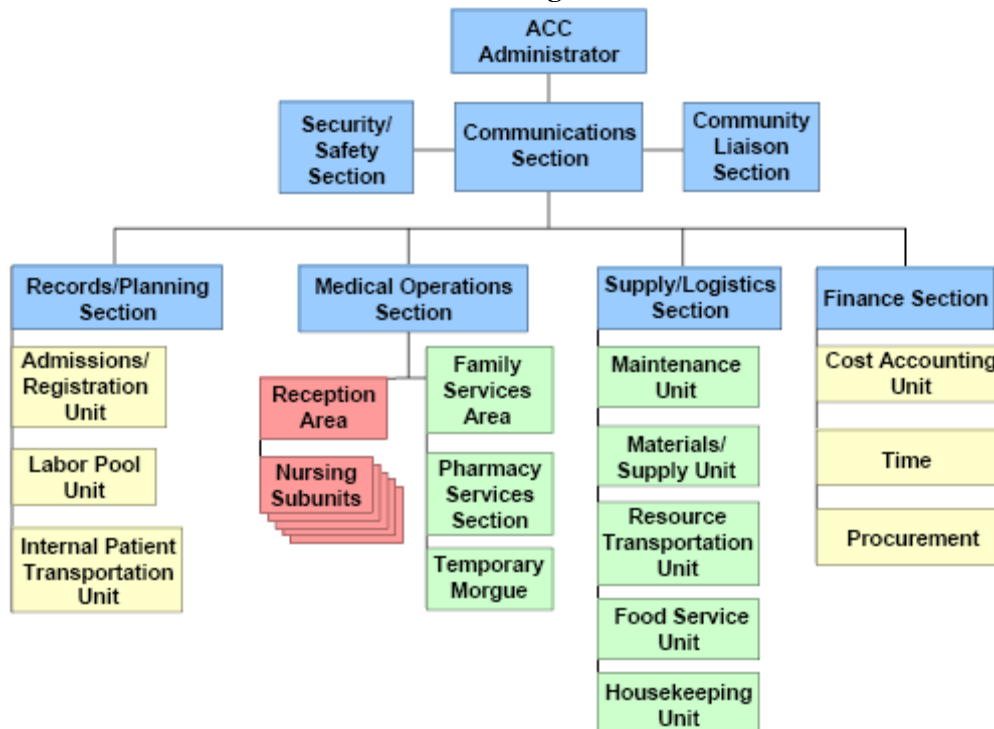 ACC
Administrator
Security/
Safety
Section
Communications
Section
Community
Liaison
Section
Records/Planning
Section
Medical Operations
Section
Supply/Logistics
Section
Finance Section
Admissions/
Registration
Unit
Labor Pool
Unit
Internal Patient
Transportation
Unit
Reception
Area
Nursing
Subunits
Family
Services
Area
Pharmacy
Services
Section
Temporary
Morgue
Maintenance
Unit
Materials/
Supply Unit
Resource
Transportation
Unit
Food Service
Unit
Housekeeping
Unit
Cost Accounting
Unit
Time
Procurement